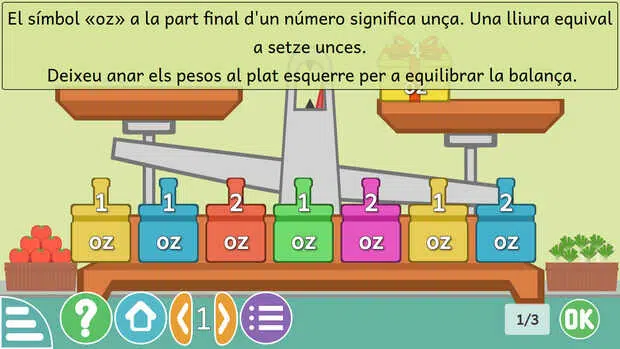 El símbol «oz» a la part final d'un número significa unça. Una lliura equival
a setze unces.
Deixeu anar els pesos al plat esquerre per a equilibrar la balança.
4
oz
1 1 2 1 2 1 2
oz oz oz oz oz oz oz
? 1 1/3 OK